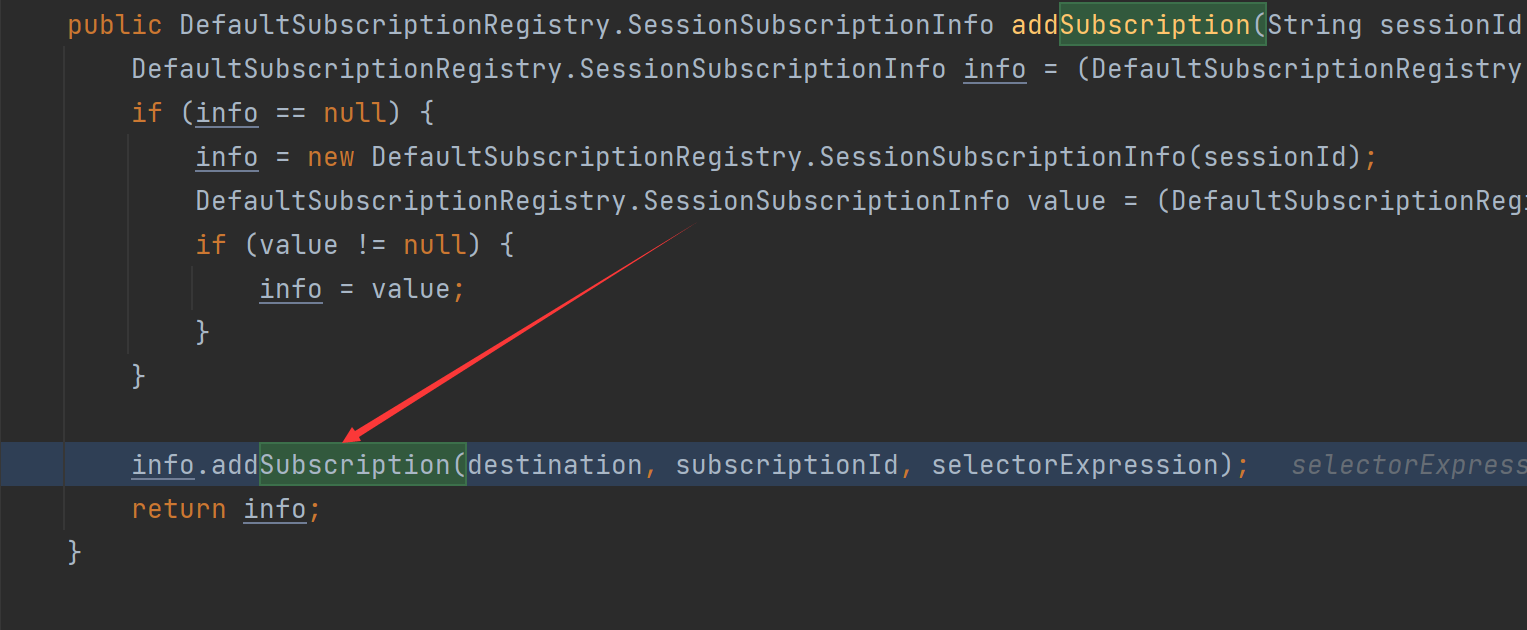 public DefaultSubscriptionRegistry.SessionSubscriptionInfo addSubscription(String sessionId
DefaultSubscriptionRegistry.SessionSubscriptionInfo info = (DefaultSubscriptionRegistry
if (info == null) {
info = new DefaultSubscriptionRegistry.SessionSubscriptionInfo(sessionId);
DefaultSubscriptionRegistry.SessionSubscriptionInfo value = (DefaultSubscriptionReg
if (value != null) {
info = value;
}
}
info.addSubscription(destination, subscriptionId, selectorExpression); selectorExpress
return info;
}